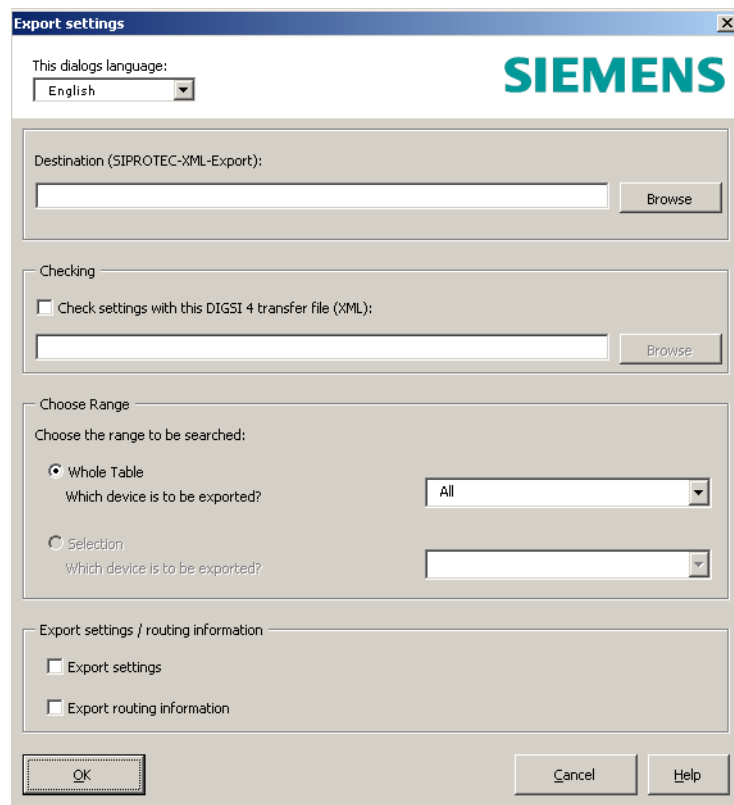 Export settings
This dialogs language:
English
SIEMENS
Destination (SIPROTEC-XML-Export):
Browse
Checking
Check settings with this DIGSI 4 transfer file (XML):
Browse
Choose Range
Choose the range to be searched:
Whole Table
Which device is to be exported?
All
Selection
Which device is to be exported?
Export settings / routing information
Export settings
Export routing information
OK
Cancel
Help